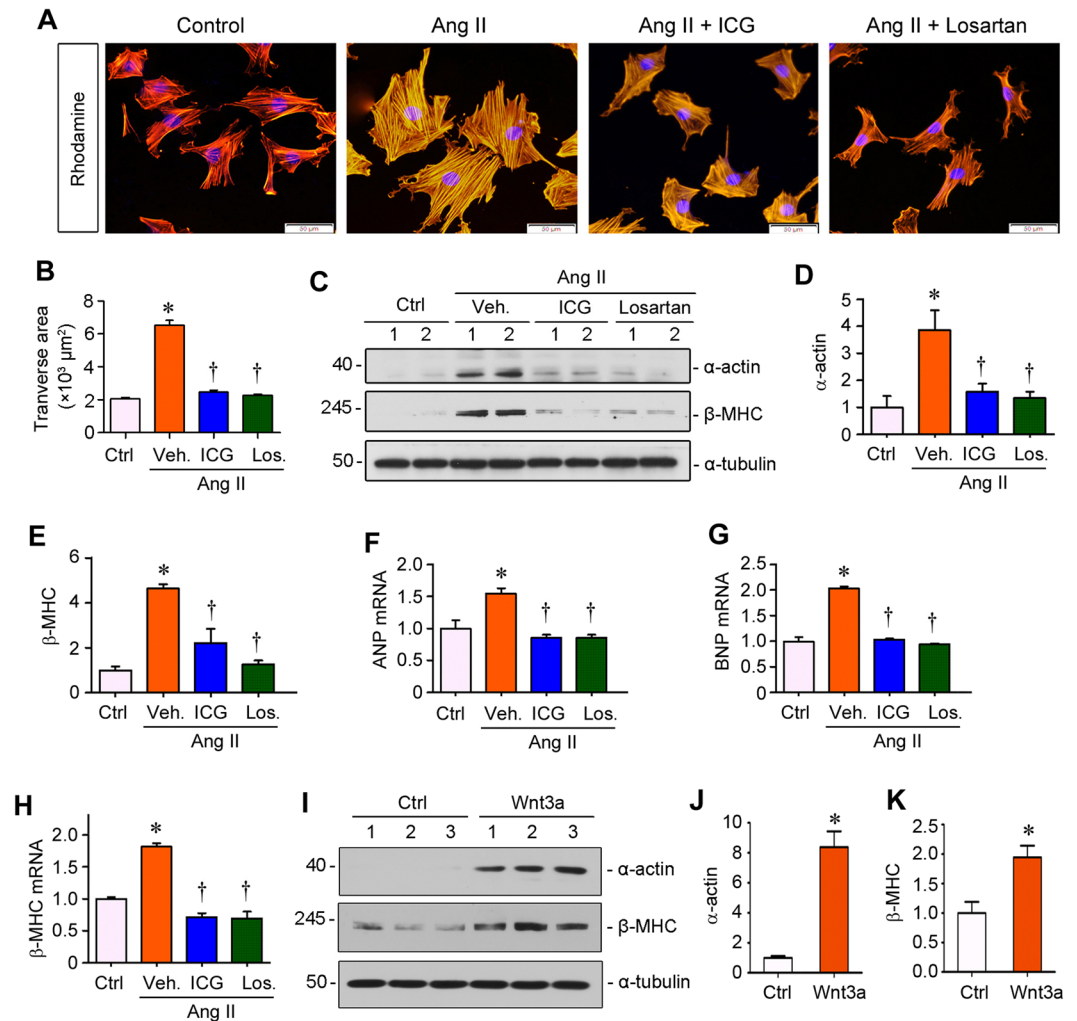 A
Control
Ang II
Ang II + ICG
Ang II + Losartan
Rhodamine
30 µm
30 µm
30 µm
30 µm
B
Tranverse area
(×10³ µm²)
8
6
4
2
0
*
†
†
Ctrl
Veh.
ICG
Los.
Ang II
C
Ang II
Ctrl
Veh.
ICG
Losartan
1 2 1 2 1 2 1 2
40 -
- α-actin
245 -
- β-MHC
50 -
- α-tubulin
D
α-actin
5
4
3
2
1
0
*
†
†
Ctrl
Veh.
ICG
Los.
Ang II
E
β-MHC
6
4
2
0
*
†
†
Ctrl
Veh.
ICG
Los.
Ang II
F
ANP mRNA
2.0
1.5
1.0
0.5
0
*
†
†
Ctrl
Veh.
ICG
Los.
Ang II
G
BNP mRNA
2.5
2.0
1.5
1.0
0.5
0
*
†
†
Ctrl
Veh.
ICG
Los.
Ang II
H
β-MHC mRNA
2.0
1.5
1.0
0.5
0
*
†
†
Ctrl
Veh.
ICG
Los.
Ang II
I
Ctrl
Wnt3a
1 2 3 1 2 3
40 -
- α-actin
245 -
- β-MHC
50 -
- α-tubulin
J
α-actin
10
8
6
4
2
0
*
Ctrl
Wnt3a
K
β-MHC
2.5
2.0
1.5
1.0
0.5
0.0
*
Ctrl
Wnt3a